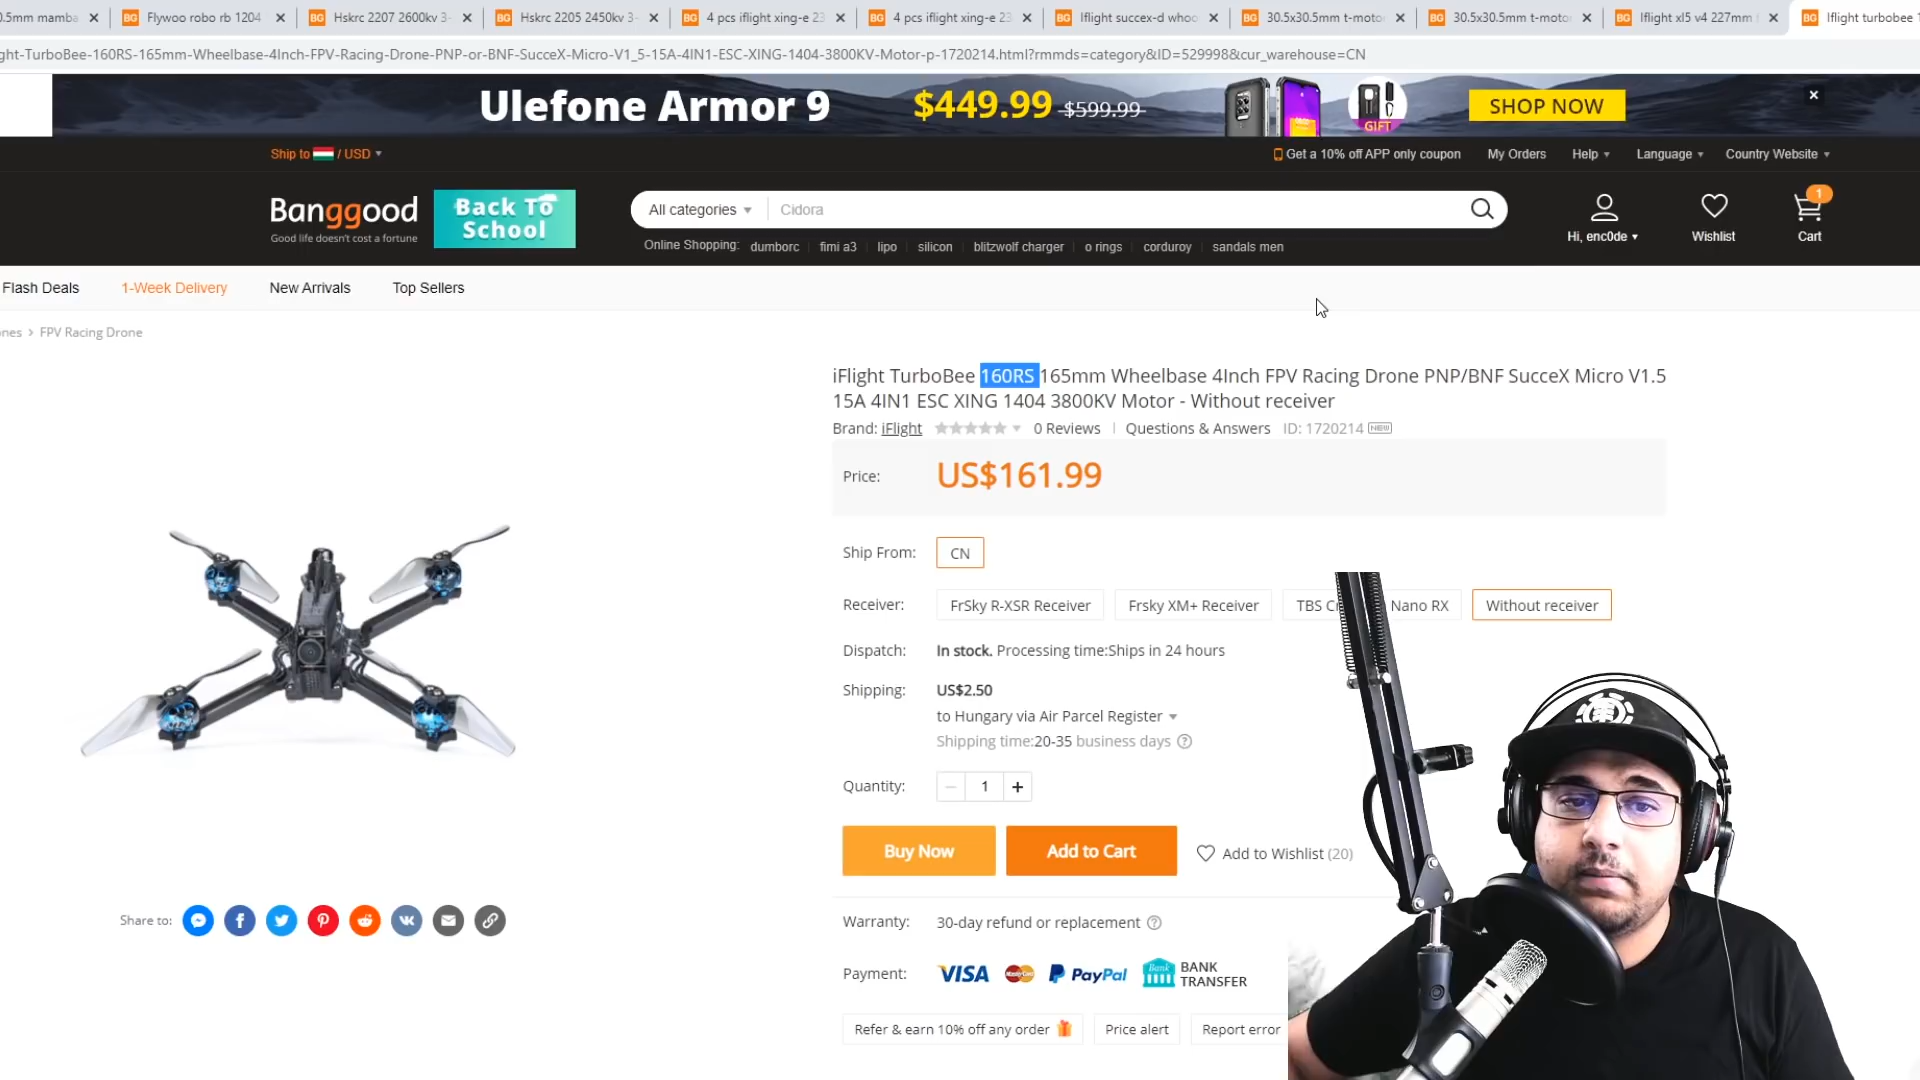 0.5mm mamba
Flywoo robo rb 1204
Hskrc 2207 2600kv 3-
Hskrc 2205 2450kv 3-
4 pcs iflight xing-e 23
4 pcs iflight xing-e 23
Iflight succex-d whoo
30.5x30.5mm t-moto
30.5x30.5mm t-moto
Iflight xl5 v4 227mm
Iflight turbobee 1
ght-TurboBee-160RS-165mm-Wheelbase-4Inch-FPV-Racing-Drone-PNP-or-BNF-SucceX-Micro-V1_5-15A-4IN1-ESC-XING-1404-3800KV-Motor-p-1720214.html?rmmds=category&ID=529998&cur_warehouse=CN
Ulefone Armor 9 $449.99 $599.99 GIFT SHOP NOW
Ship to / USD
Get a 10% off APP only coupon My Orders Help Language Country Website
Banggood
Good life doesn't cost a fortune
Back To
School
All categories Cidora
Online Shopping: dumborc fimi a3 lipo silicon blitzwolf charger o rings corduroy sandals men
Hi, enc0de
Wishlist
1
Cart
Flash Deals 1-Week Delivery New Arrivals Top Sellers
ones > FPV Racing Drone
iFlight TurboBee 160RS 165mm Wheelbase 4Inch FPV Racing Drone PNP/BNF SucceX Micro V1.5
15A 4IN1 ESC XING 1404 3800KV Motor - Without receiver
Brand: iFlight 0 Reviews Questions & Answers ID: 1720214 NEW
Price: US$161.99
Ship From: CN
Receiver: FrSky R-XSR Receiver Frsky XM+ Receiver TBS Nano RX Without receiver
Dispatch: In stock. Processing time:Ships in 24 hours
Shipping: US$2.50
to Hungary via Air Parcel Register
Shipping time:20-35 business days
Quantity: 1 +
Buy Now Add to Cart Add to Wishlist (20)
Share to:
Warranty: 30-day refund or replacement
Payment: VISA MasterCard PayPal Bank BANK
TRANSFER
Refer & earn 10% off any order Price alert Report error